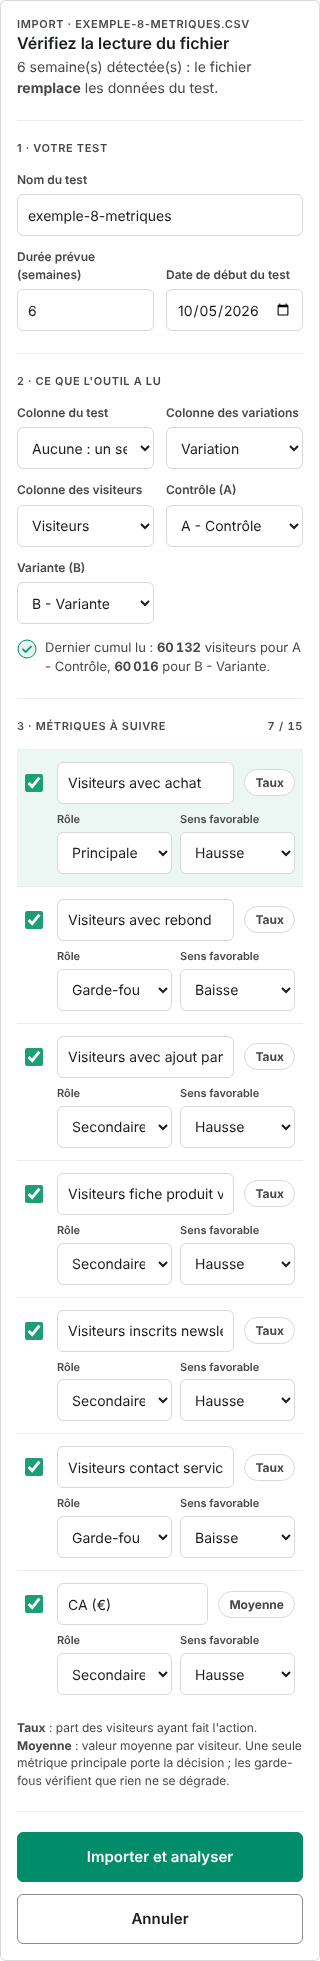 IMPORT · EXEMPLE-8-METRIQUES.CSV
Vérifiez la lecture du fichier
6 semaine(s) détectée(s) : le fichier
remplace les données du test.
1 · VOTRE TEST
Nom du test
exemple-8-metriques
Durée prévue
(semaines)
Date de début du test
6
10/05/2026
2 · CE QUE L'OUTIL A LU
Colonne du test
Colonne des variations
Aucune : un se
Variation
Colonne des visiteurs
Contrôle (A)
Visiteurs
A - Contrôle
Variante (B)
B - Variante
Dernier cumul lu : 60 132 visiteurs pour A
- Contrôle, 60 016 pour B - Variante.
3 · MÉTRIQUES À SUIVRE
7 / 15
Visiteurs avec achat
Taux
Rôle
Sens favorable
Principale
Hausse
Visiteurs avec rebond
Taux
Rôle
Sens favorable
Garde-fou
Baisse
Visiteurs avec ajout par
Taux
Rôle
Sens favorable
Secondaire
Hausse
Visiteurs fiche produit v
Taux
Rôle
Sens favorable
Secondaire
Hausse
Visiteurs inscrits newsle
Taux
Rôle
Sens favorable
Secondaire
Hausse
Visiteurs contact servic
Taux
Rôle
Sens favorable
Garde-fou
Baisse
CA (€)
Moyenne
Rôle
Sens favorable
Secondaire
Hausse
Taux : part des visiteurs ayant fait l'action.
Moyenne : valeur moyenne par visiteur. Une seule
métrique principale porte la décision ; les garde-
fous vérifient que rien ne se dégrade.
Importer et analyser
Annuler